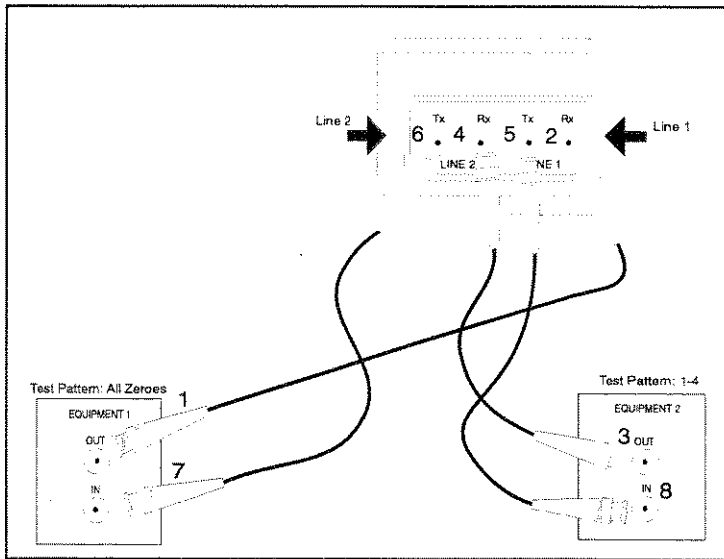 Tx Rx Tx Rx
Line 2 6 4 5 2 Line 1
LINE 2 NE 1
Test Pattern: All Zeroes
Test Pattern: 1-4
1
EQUIPMENT 1
EQUIPMENT 2
OUT
3 OUT
7
IN
IN 8